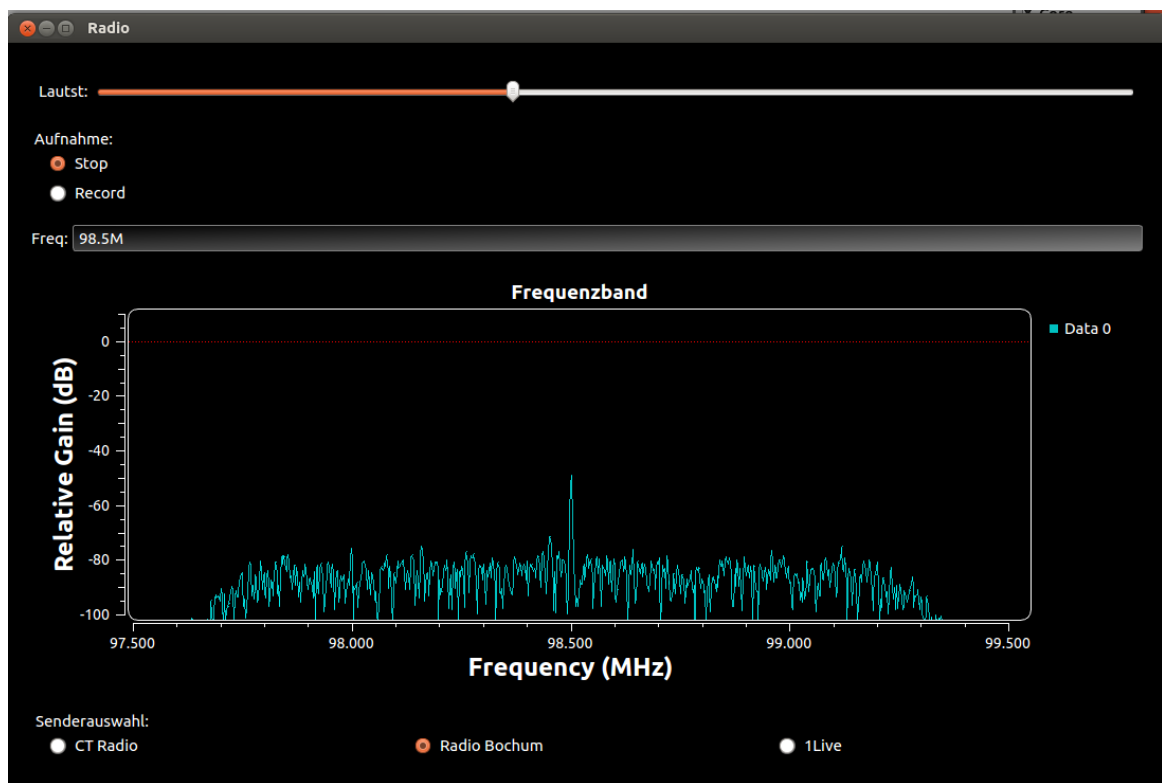 Radio
Lautst:
Aufnahme:
Stop
Record
Freq: 98.5M
Frequenzband
Data 0
Relative Gain (dB)
0
-20
-40
-60
-80
-100
97.500 98.000 98.500 99.000 99.500
Frequency (MHz)
Senderauswahl:
CT Radio Radio Bochum 1Live